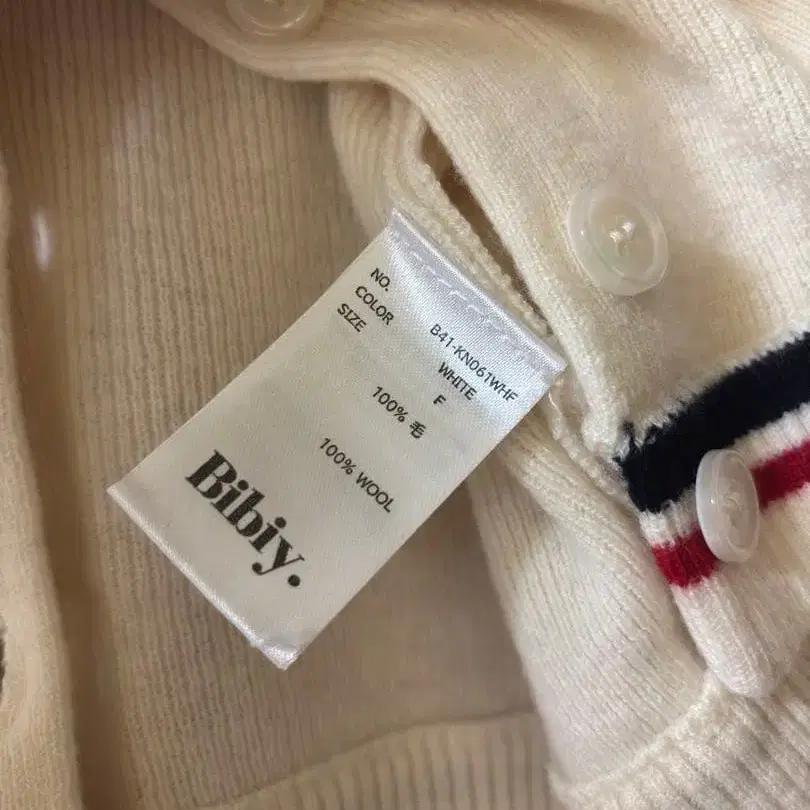 NO. B41-KN061WHF
COLOR WHITE
SIZE F
100% 毛
100% WOOL
Bibiy.